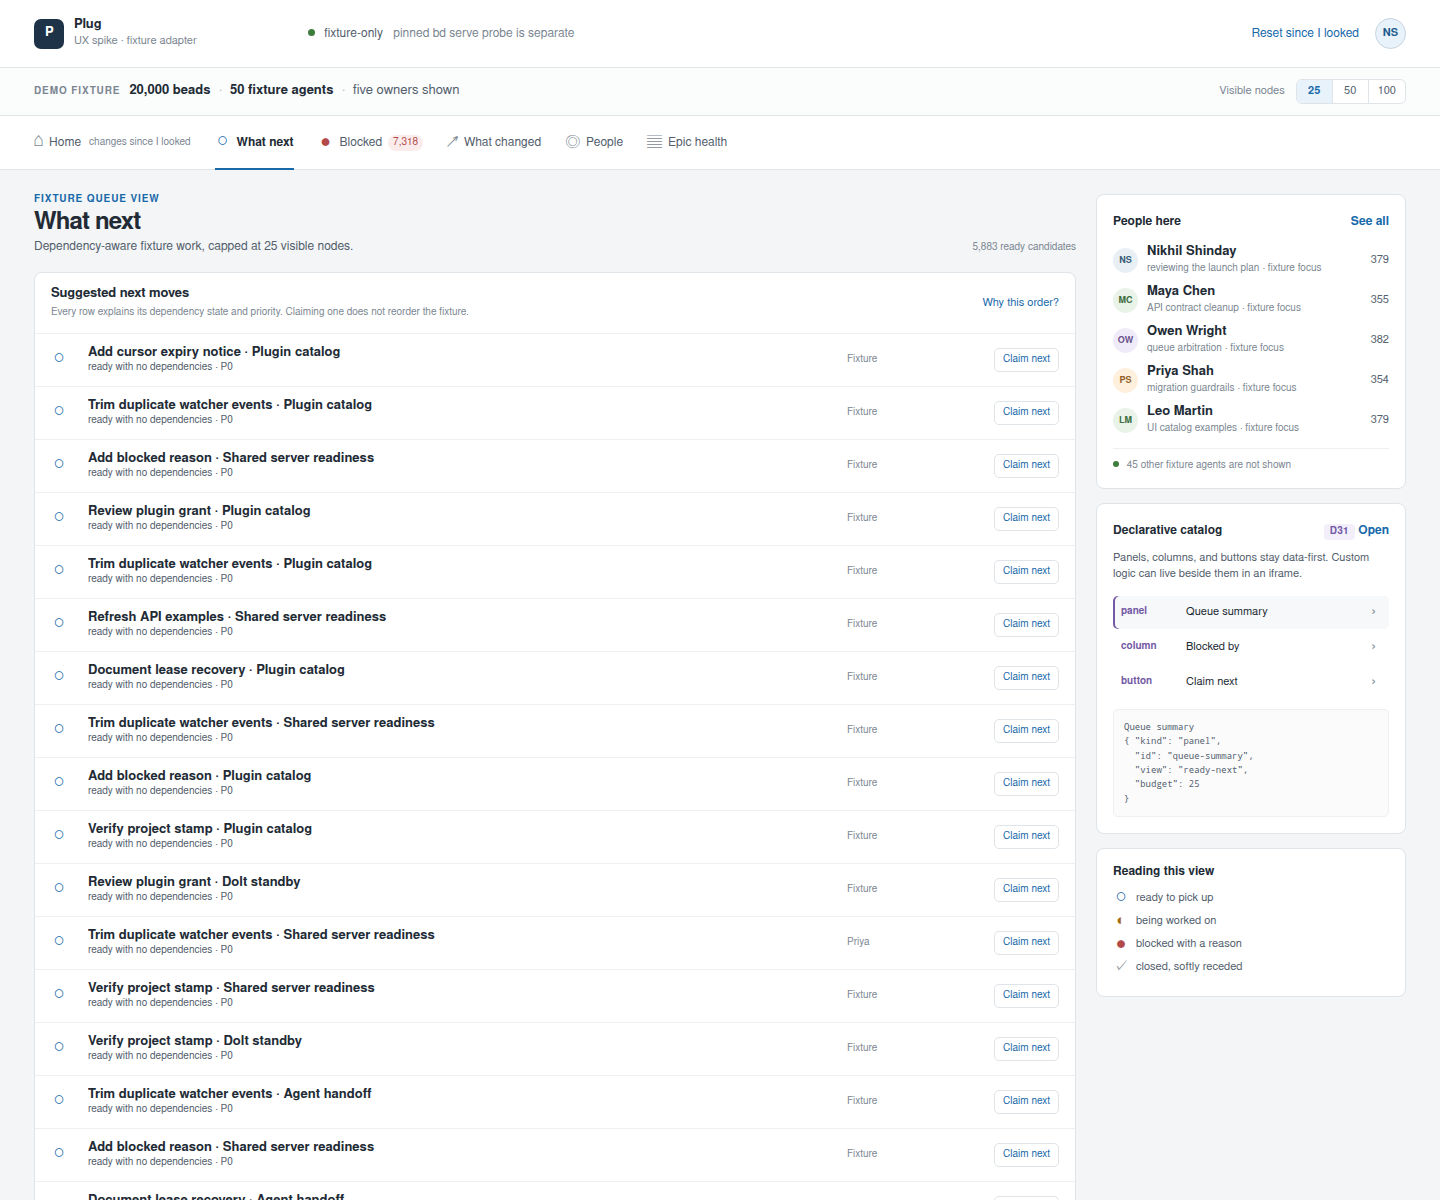 P
Plug
UX spike · fixture adapter
fixture-only pinned bd serve probe is separate
Reset since I looked
NS
DEMO FIXTURE 20,000 beads · 50 fixture agents · five owners shown
Visible nodes 25 50 100
Home changes since I looked
What next
Blocked 7,318
What changed
People
Epic health
FIXTURE QUEUE VIEW
What next
Dependency-aware fixture work, capped at 25 visible nodes.
5,883 ready candidates
Suggested next moves
Every row explains its dependency state and priority. Claiming one does not reorder the fixture.
Why this order?
Add cursor expiry notice · Plugin catalog
ready with no dependencies · P0
Fixture
Claim next
Trim duplicate watcher events · Plugin catalog
ready with no dependencies · P0
Fixture
Claim next
Add blocked reason · Shared server readiness
ready with no dependencies · P0
Fixture
Claim next
Review plugin grant · Plugin catalog
ready with no dependencies · P0
Fixture
Claim next
Trim duplicate watcher events · Plugin catalog
ready with no dependencies · P0
Fixture
Claim next
Refresh API examples · Shared server readiness
ready with no dependencies · P0
Fixture
Claim next
Document lease recovery · Plugin catalog
ready with no dependencies · P0
Fixture
Claim next
Trim duplicate watcher events · Shared server readiness
ready with no dependencies · P0
Fixture
Claim next
Add blocked reason · Plugin catalog
ready with no dependencies · P0
Fixture
Claim next
Verify project stamp · Plugin catalog
ready with no dependencies · P0
Fixture
Claim next
Review plugin grant · Dolt standby
ready with no dependencies · P0
Fixture
Claim next
Trim duplicate watcher events · Shared server readiness
ready with no dependencies · P0
Priya
Claim next
Verify project stamp · Shared server readiness
ready with no dependencies · P0
Fixture
Claim next
Verify project stamp · Dolt standby
ready with no dependencies · P0
Fixture
Claim next
Trim duplicate watcher events · Agent handoff
ready with no dependencies · P0
Fixture
Claim next
Add blocked reason · Shared server readiness
ready with no dependencies · P0
Fixture
Claim next
Document lease recovery · Agent handoff
People here
See all
NS
Nikhil Shinday
reviewing the launch plan · fixture focus
379
MC
Maya Chen
API contract cleanup · fixture focus
355
OW
Owen Wright
queue arbitration · fixture focus
382
PS
Priya Shah
migration guardrails · fixture focus
354
LM
Leo Martin
UI catalog examples · fixture focus
379
45 other fixture agents are not shown
Declarative catalog
D31 Open
Panels, columns, and buttons stay data-first. Custom
logic can live beside them in an iframe.
panel Queue summary ›
column Blocked by ›
button Claim next ›
Queue summary
{ "kind": "panel",
"id": "queue-summary",
"view": "ready-next",
"budget": 25
}
Reading this view
ready to pick up
being worked on
blocked with a reason
closed, softly receded